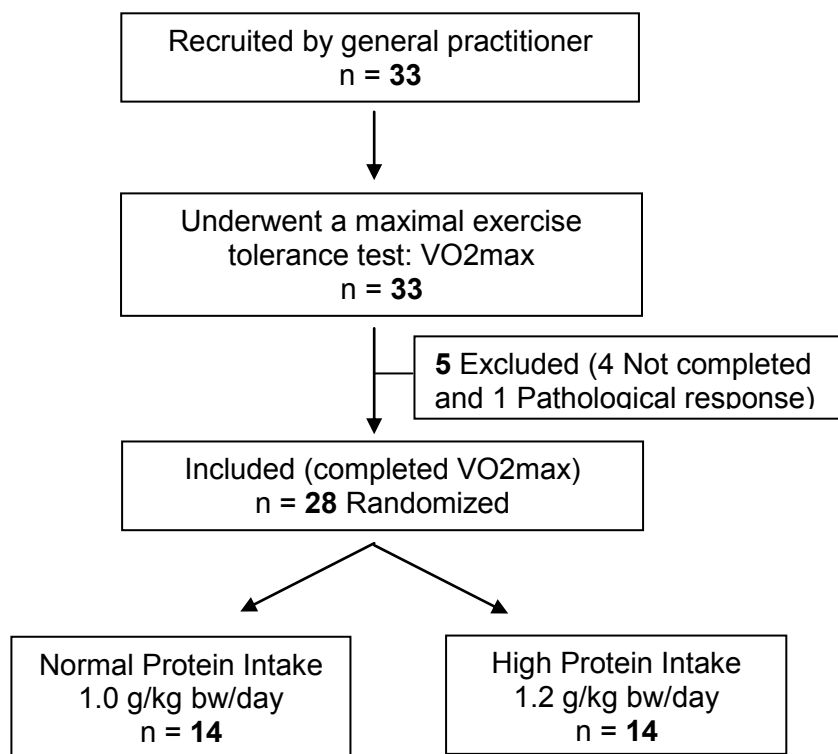 Recruited by general practitioner
n = 33
Underwent a maximal exercise
tolerance test: VO2max
n = 33
5 Excluded (4 Not completed
and 1 Pathological response)
Included (completed VO2max)
n = 28 Randomized
Normal Protein Intake
1.0 g/kg bw/day
n = 14
High Protein Intake
1.2 g/kg bw/day
n = 14